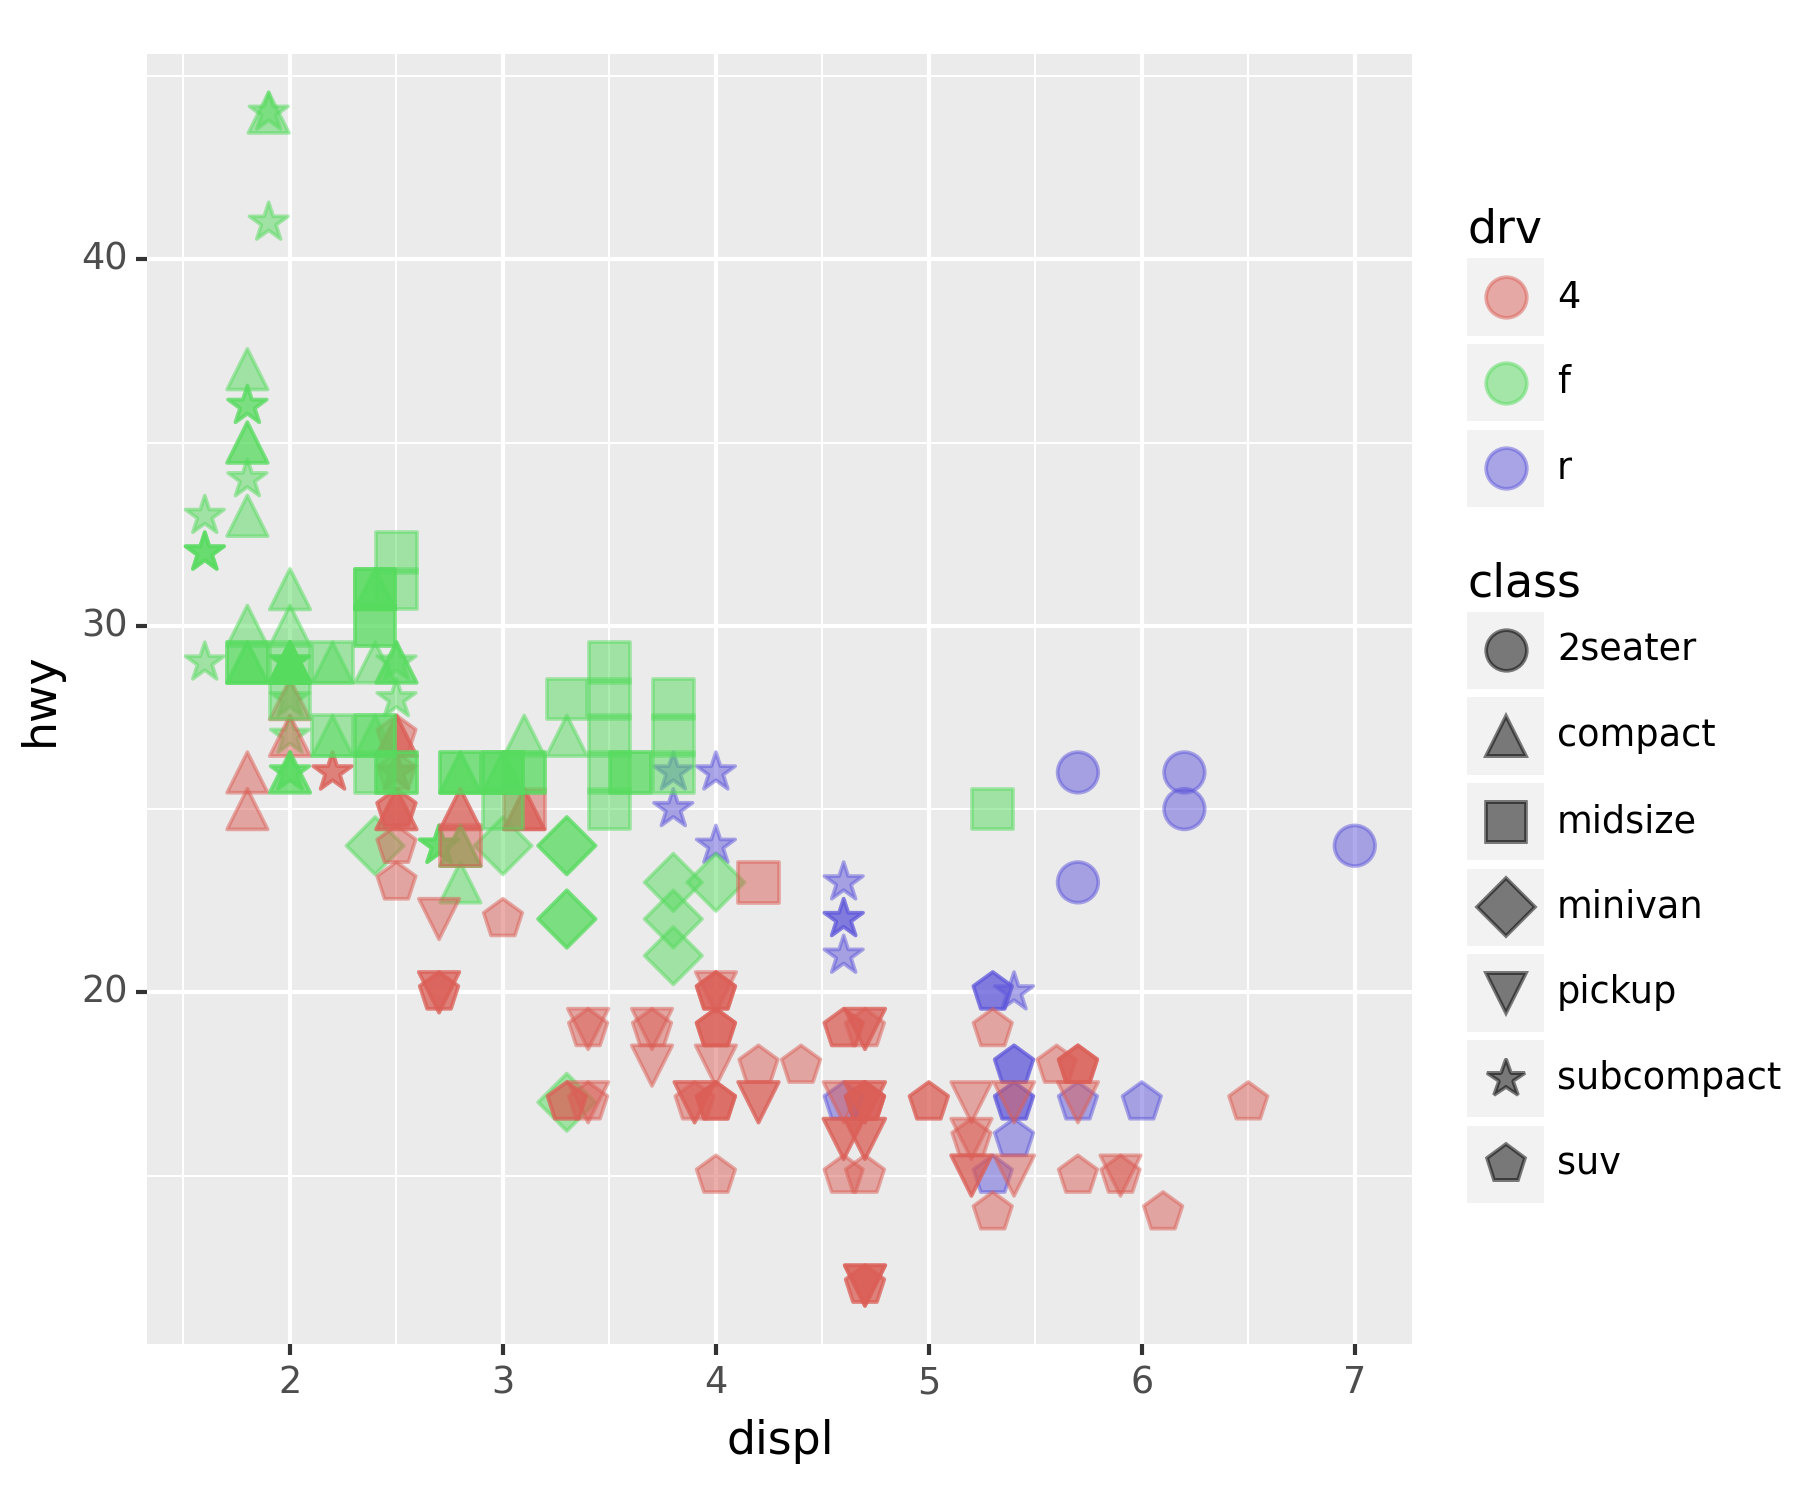 40
30
20
hwy
2 3 4 5 6 7
displ
drv
4
f
r
class
2seater
compact
midsize
minivan
pickup
subcompact
suv